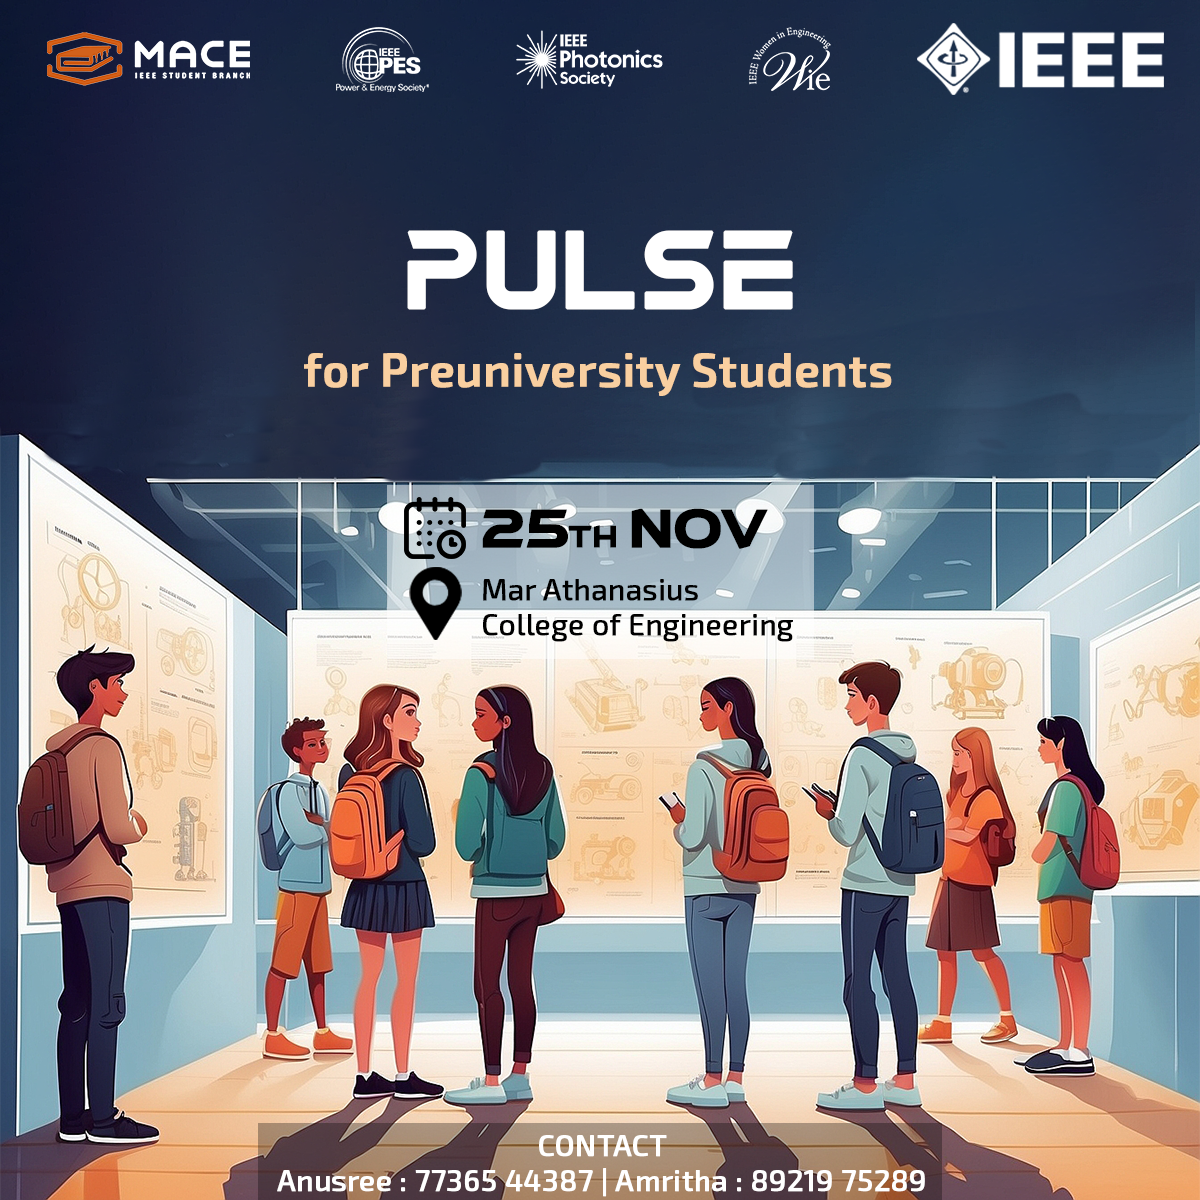 MACE
IEEE STUDENT BRANCH
IEEE
PES
Power & Energy Society®
IEEE
Photonics
Society
IEEE Women in Engineering
WIE
IEEE
PULSE
for Preuniversity Students
25TH NOV
Mar Athanasius
College of Engineering
CONTACT
Anusree : 77365 44387 | Amritha : 89219 75289